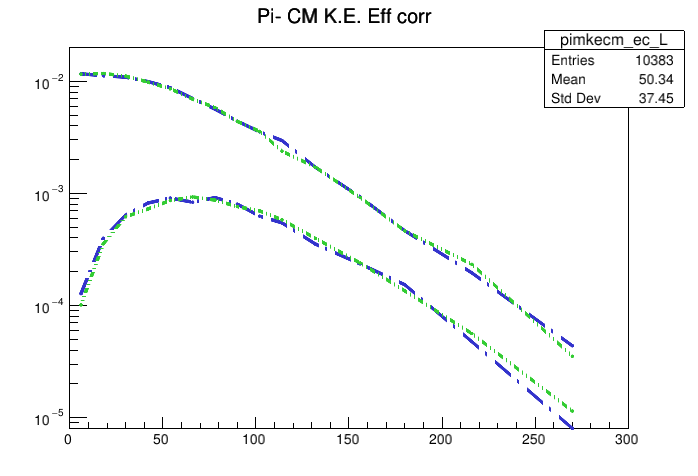 Pi- CM K.E. Eff corr
pimkecm_ec_L
Entries 10383
Mean 50.34
Std Dev 37.45
10−2
10−3
10−4
10−5
0 50 100 150 200 250 300